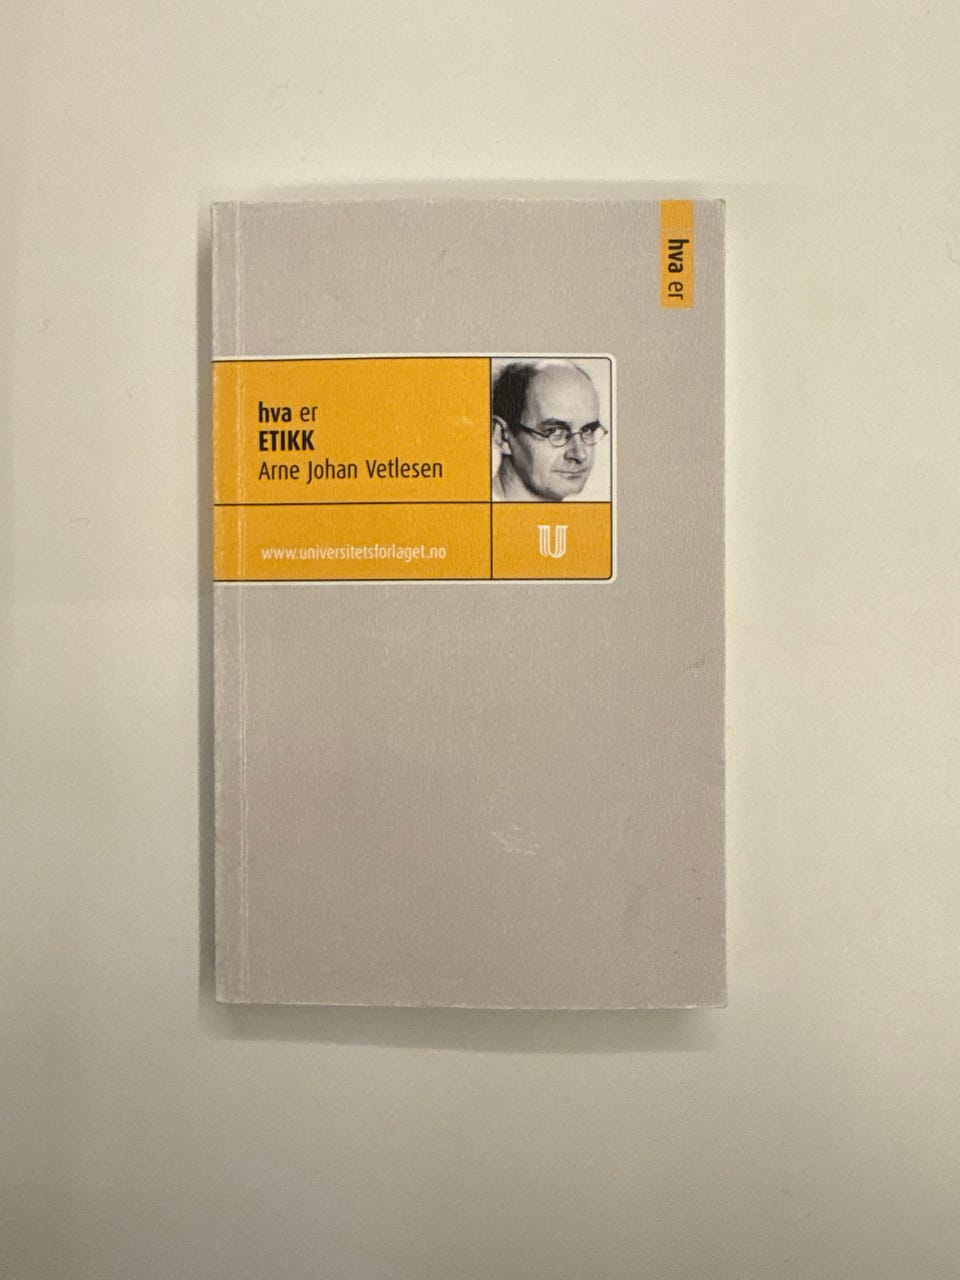 hva er
hva er
ETIKK
Arne Johan Vetlesen
www.universitetsforlaget.no
U